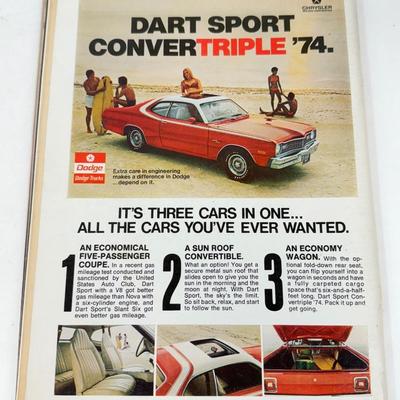 CHRYSLER
DART SPORT
CONVERTRIPLE '74.
Dodge
Dodge Trucks
Extra care in engineering
makes a difference in Dodge
...depend on it.
IT'S THREE CARS IN ONE...
ALL THE CARS YOU'VE EVER WANTED.
1
AN ECONOMICAL
FIVE-PASSENGER
COUPE. In a recent gas
mileage test conducted and
sanctioned by the United
States Auto Club, Dart
Sport with a V8 got better
gas mileage than Nova with
a six-cylinder engine, and
Dart Sport's Slant Six got
even better gas mileage.
2
A SUN ROOF
CONVERTIBLE.
What an option! You get a
secure metal sun roof that
slides open to give you the
sun in the morning and the
moon at night. With Dart
Sport, the sky's the limit.
So sit back, relax, and start
to follow the sun.
3
AN ECONOMY
WAGON. With the op-
tional fold-down rear seat,
you can flip yourself into a
wagon in seconds and have
a fully carpeted cargo
space that's six-and-a-half-
feet long, Dart Sport Con-
vertriple '74. Pack it up and
get going.